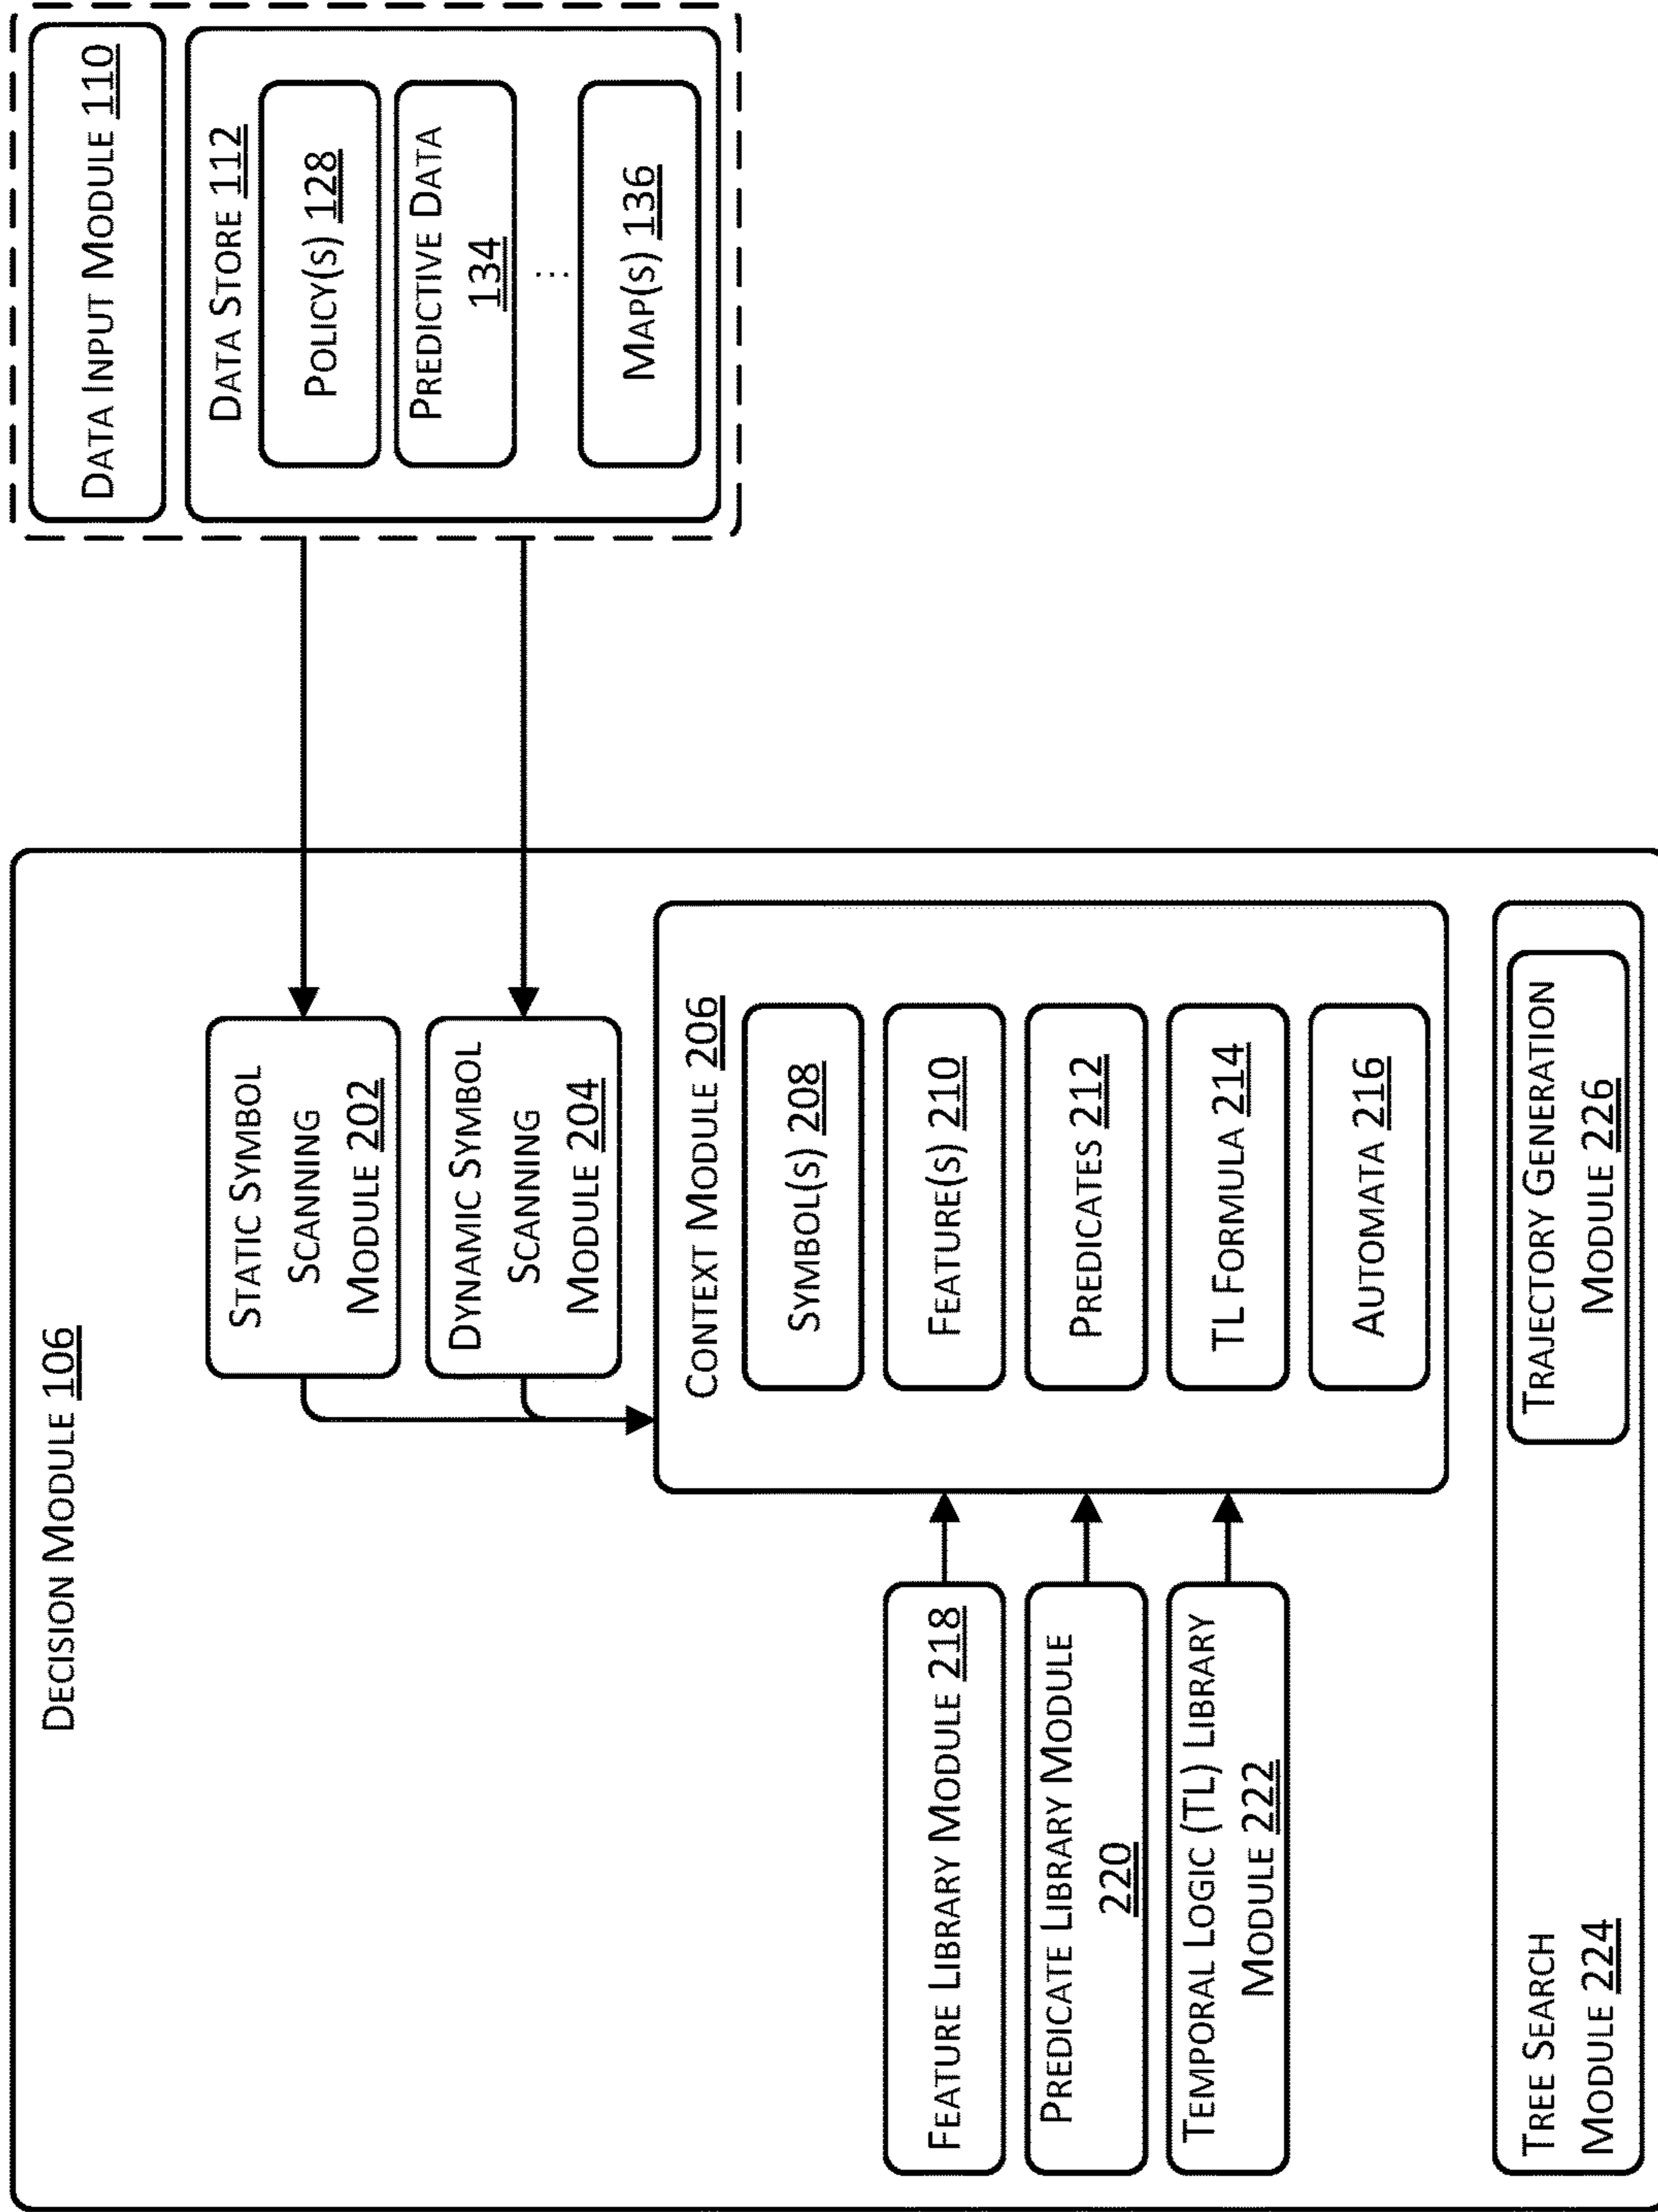 DECISION MODULE 106
STATIC SYMBOL
SCANNING
MODULE 202
DYNAMIC SYMBOL
SCANNING
MODULE 204
CONTEXT MODULE 206
SYMBOL(S) 208
FEATURE(S) 210
PREDICATES 212
TL FORMULA 214
AUTOMATA 216
FEATURE LIBRARY MODULE 218
PREDICATE LIBRARY MODULE
220
TEMPORAL LOGIC (TL) LIBRARY
MODULE 222
TREE SEARCH
MODULE 224
TRAJECTORY GENERATION
MODULE 226
DATA INPUT MODULE 110
DATA STORE 112
POLICY(S) 128
PREDICTIVE DATA
134
...
MAP(S) 136